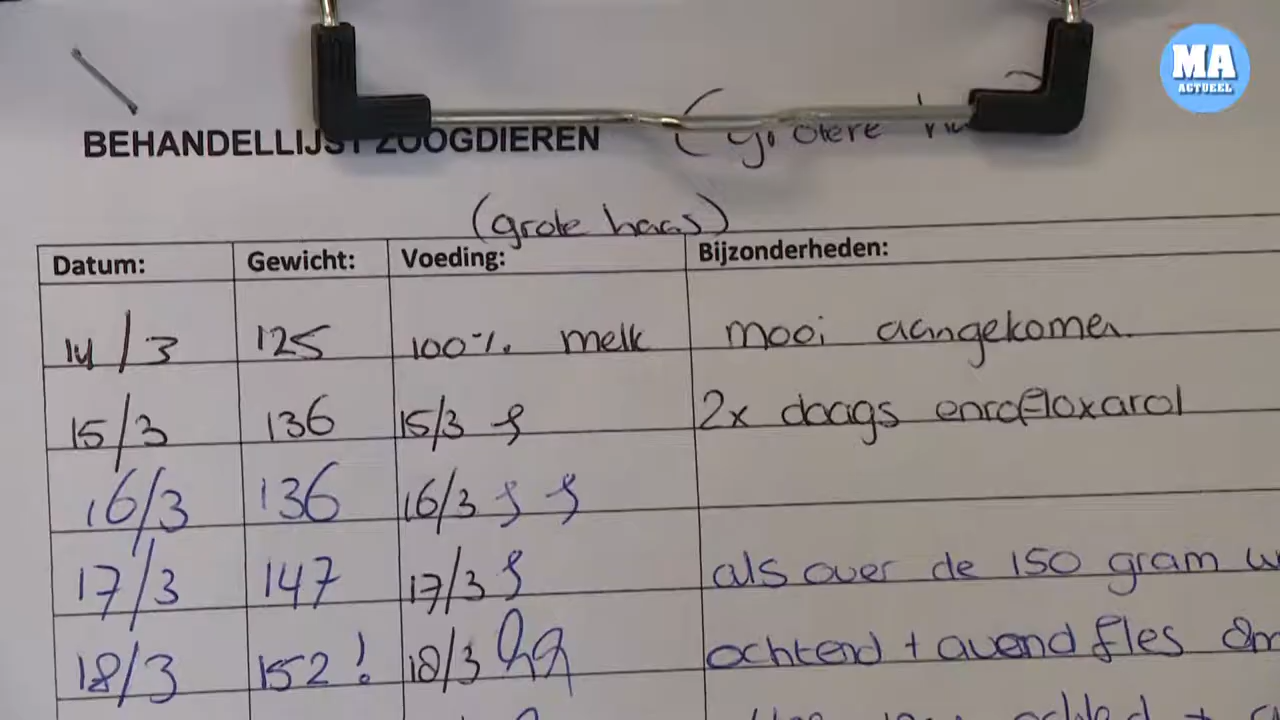 MA
ACTUEEL
BEHANDELLIJST ZOOGDIEREN (grotere
(grote haas)
Datum: Gewicht: Voeding: Bijzonderheden:
14/3 125 100% melk mooi aangekomen
15/3 136 15/3 2x daags enrofloxarol
16/3 136 16/3
17/3 147 17/3 als over de 150 gram
18/3 152! 18/3 ochtend + avond fles